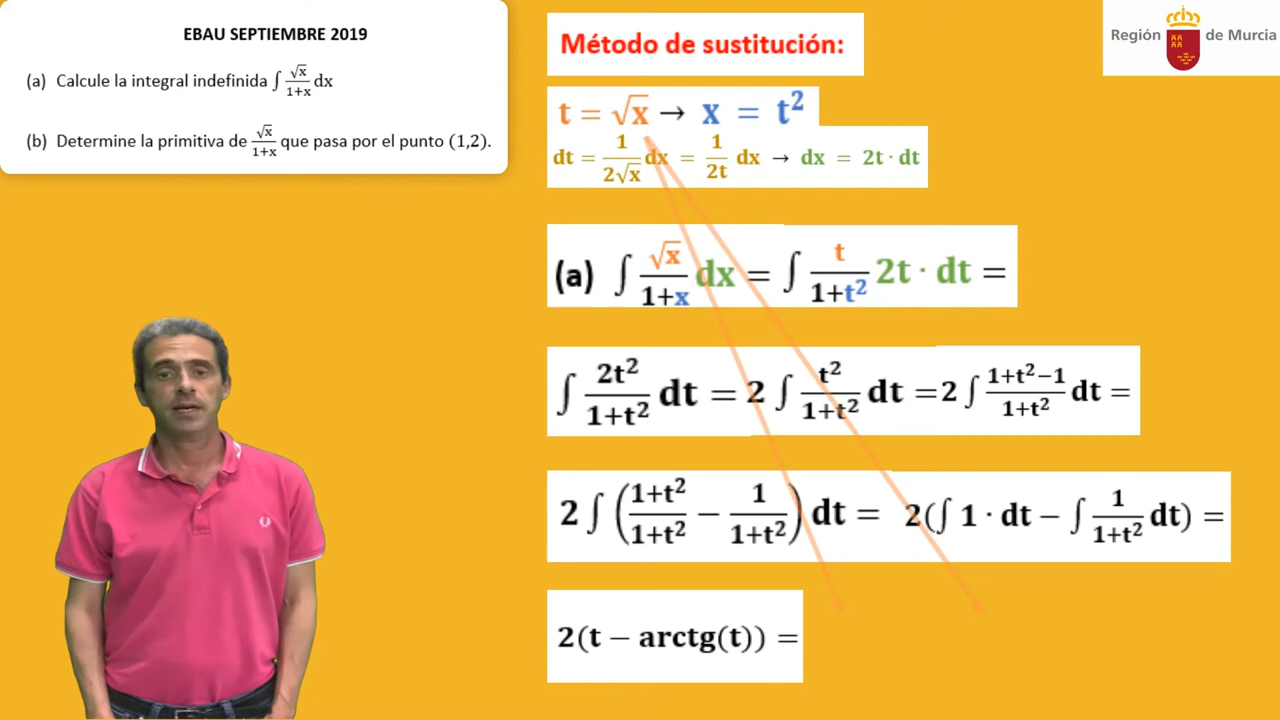 EBAU SEPTIEMBRE 2019
(a) Calcule la integral indefinida ∫ √x/(1+x) dx
(b) Determine la primitiva de √x/(1+x) que pasa por el punto (1,2).
Método de sustitución:
Región de Murcia
t = √x → x = t²
dt = 1/(2√x) dx = 1/(2t) dx → dx = 2t · dt
(a) ∫ √x/(1+x) dx = ∫ t/(1+t²) 2t · dt =
∫ 2t²/(1+t²) dt = 2 ∫ t²/(1+t²) dt = 2 ∫ (1+t²−1)/(1+t²) dt =
2 ∫ ((1+t²)/(1+t²) − 1/(1+t²)) dt = 2(∫ 1 · dt − ∫ 1/(1+t²) dt) =
2(t − arctg(t)) =